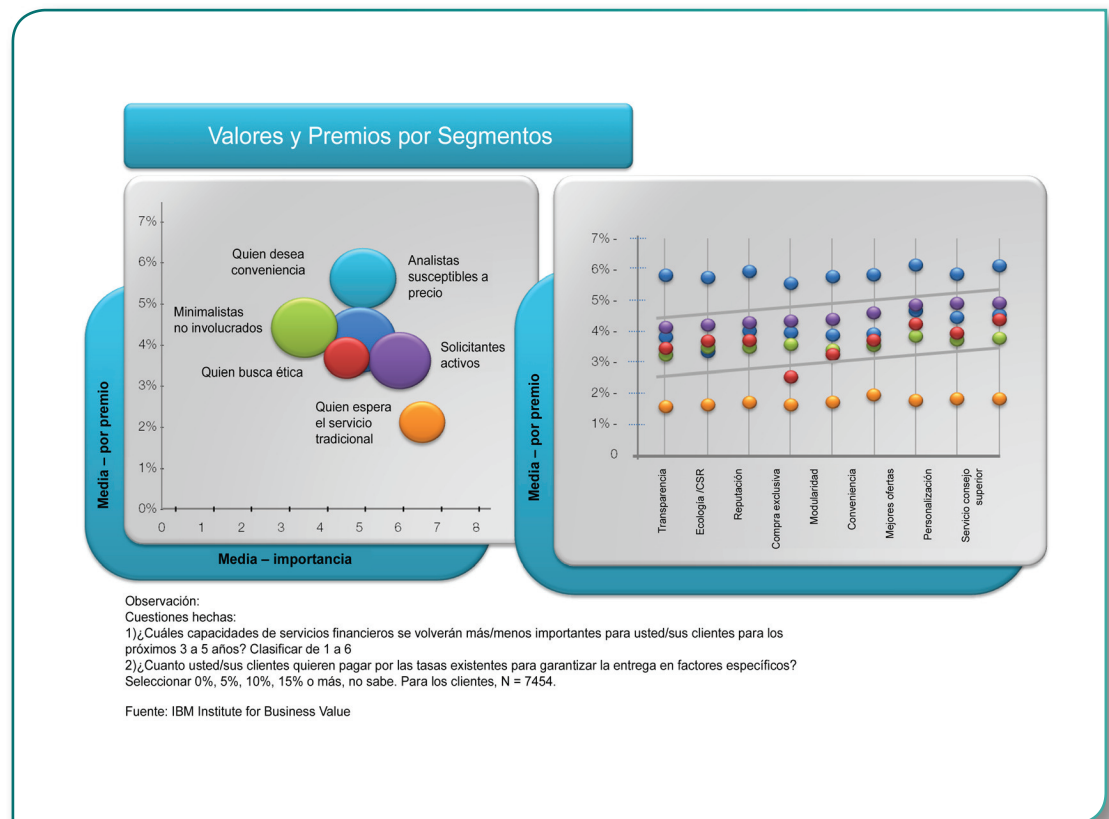 Valores y Premios por Segmentos
7%
6%
5%
4%
3%
2%
1%
0%
0 1 2 3 4 5 6 7 8
Media – por premio
Media – importancia
Quien desea
conveniencia
Analistas
susceptibles a
precio
Minimalistas
no involucrados
Quien busca ética
Solicitantes
activos
Quien espera
el servicio
tradicional
7% -
6% -
5% -
4% -
3% -
2% -
1% -
0
Media – por premio
Transparencia
Ecología /CSR
Reputación
Compra exclusiva
Modularidad
Conveniencia
Mejores ofertas
Personalización
Servicio consejo
superior
Observación:
Cuestiones hechas:
1)¿Cuáles capacidades de servicios financieros se volverán más/menos importantes para usted/sus clientes para los
próximos 3 a 5 años? Clasificar de 1 a 6
2)¿Cuanto usted/sus clientes quieren pagar por las tasas existentes para garantizar la entrega en factores específicos?
Seleccionar 0%, 5%, 10%, 15% o más, no sabe. Para los clientes, N = 7454.
Fuente: IBM Institute for Business Value